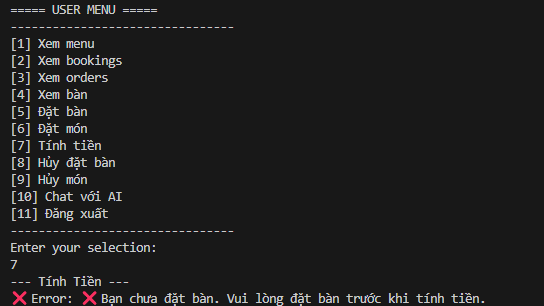 ===== USER MENU =====
--------------------------------
[1] Xem menu
[2] Xem bookings
[3] Xem orders
[4] Xem bàn
[5] Đặt bàn
[6] Đặt món
[7] Tính tiền
[8] Hủy đặt bàn
[9] Hủy món
[10] Chat với AI
[11] Đăng xuất
--------------------------------
Enter your selection:
7
--- Tính Tiền ---
❌ Error: ❌ Bạn chưa đặt bàn. Vui lòng đặt bàn trước khi tính tiền.